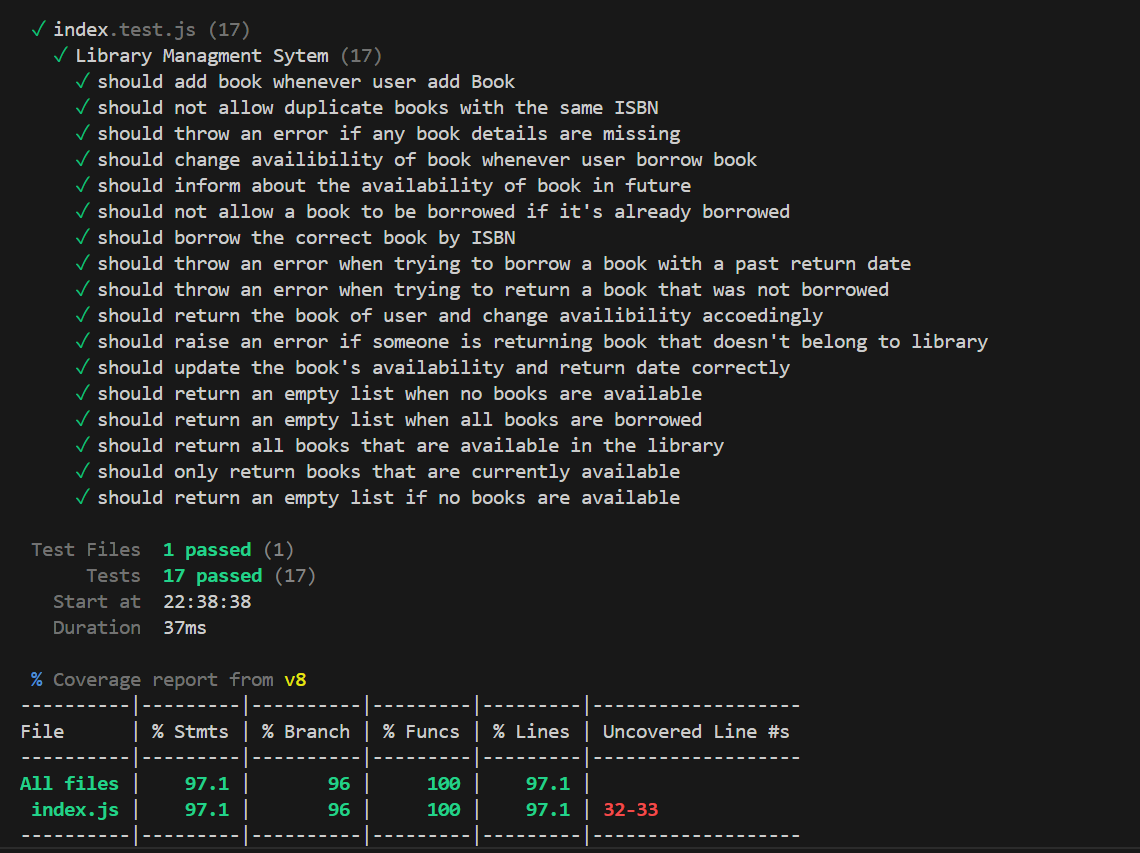 ✓ index.test.js (17)
✓ Library Managment Sytem (17)
✓ should add book whenever user add Book
✓ should not allow duplicate books with the same ISBN
✓ should throw an error if any book details are missing
✓ should change availibility of book whenever user borrow book
✓ should inform about the availability of book in future
✓ should not allow a book to be borrowed if it's already borrowed
✓ should borrow the correct book by ISBN
✓ should throw an error when trying to borrow a book with a past return date
✓ should throw an error when trying to return a book that was not borrowed
✓ should return the book of user and change availibility accoedingly
✓ should raise an error if someone is returning book that doesn't belong to library
✓ should update the book's availability and return date correctly
✓ should return an empty list when no books are available
✓ should return an empty list when all books are borrowed
✓ should return all books that are available in the library
✓ should only return books that are currently available
✓ should return an empty list if no books are available
Test Files 1 passed (1)
Tests 17 passed (17)
Start at 22:38:38
Duration 37ms
% Coverage report from v8
----------|---------|----------|---------|---------|-------------------
File | % Stmts | % Branch | % Funcs | % Lines | Uncovered Line #s
----------|---------|----------|---------|---------|-------------------
All files | 97.1 | 96 | 100 | 97.1 |
index.js | 97.1 | 96 | 100 | 97.1 | 32-33
----------|---------|----------|---------|---------|-------------------